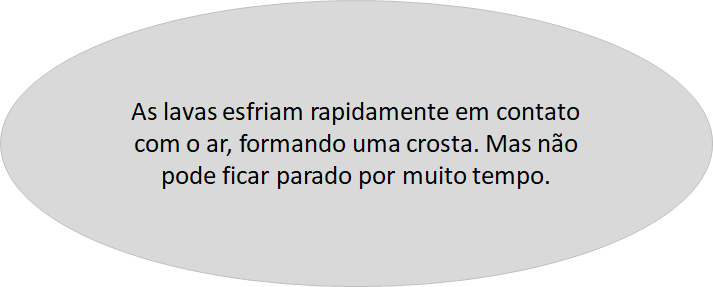 As lavas esfriam rapidamente em contato
com o ar, formando uma crosta. Mas não
pode ficar parado por muito tempo.